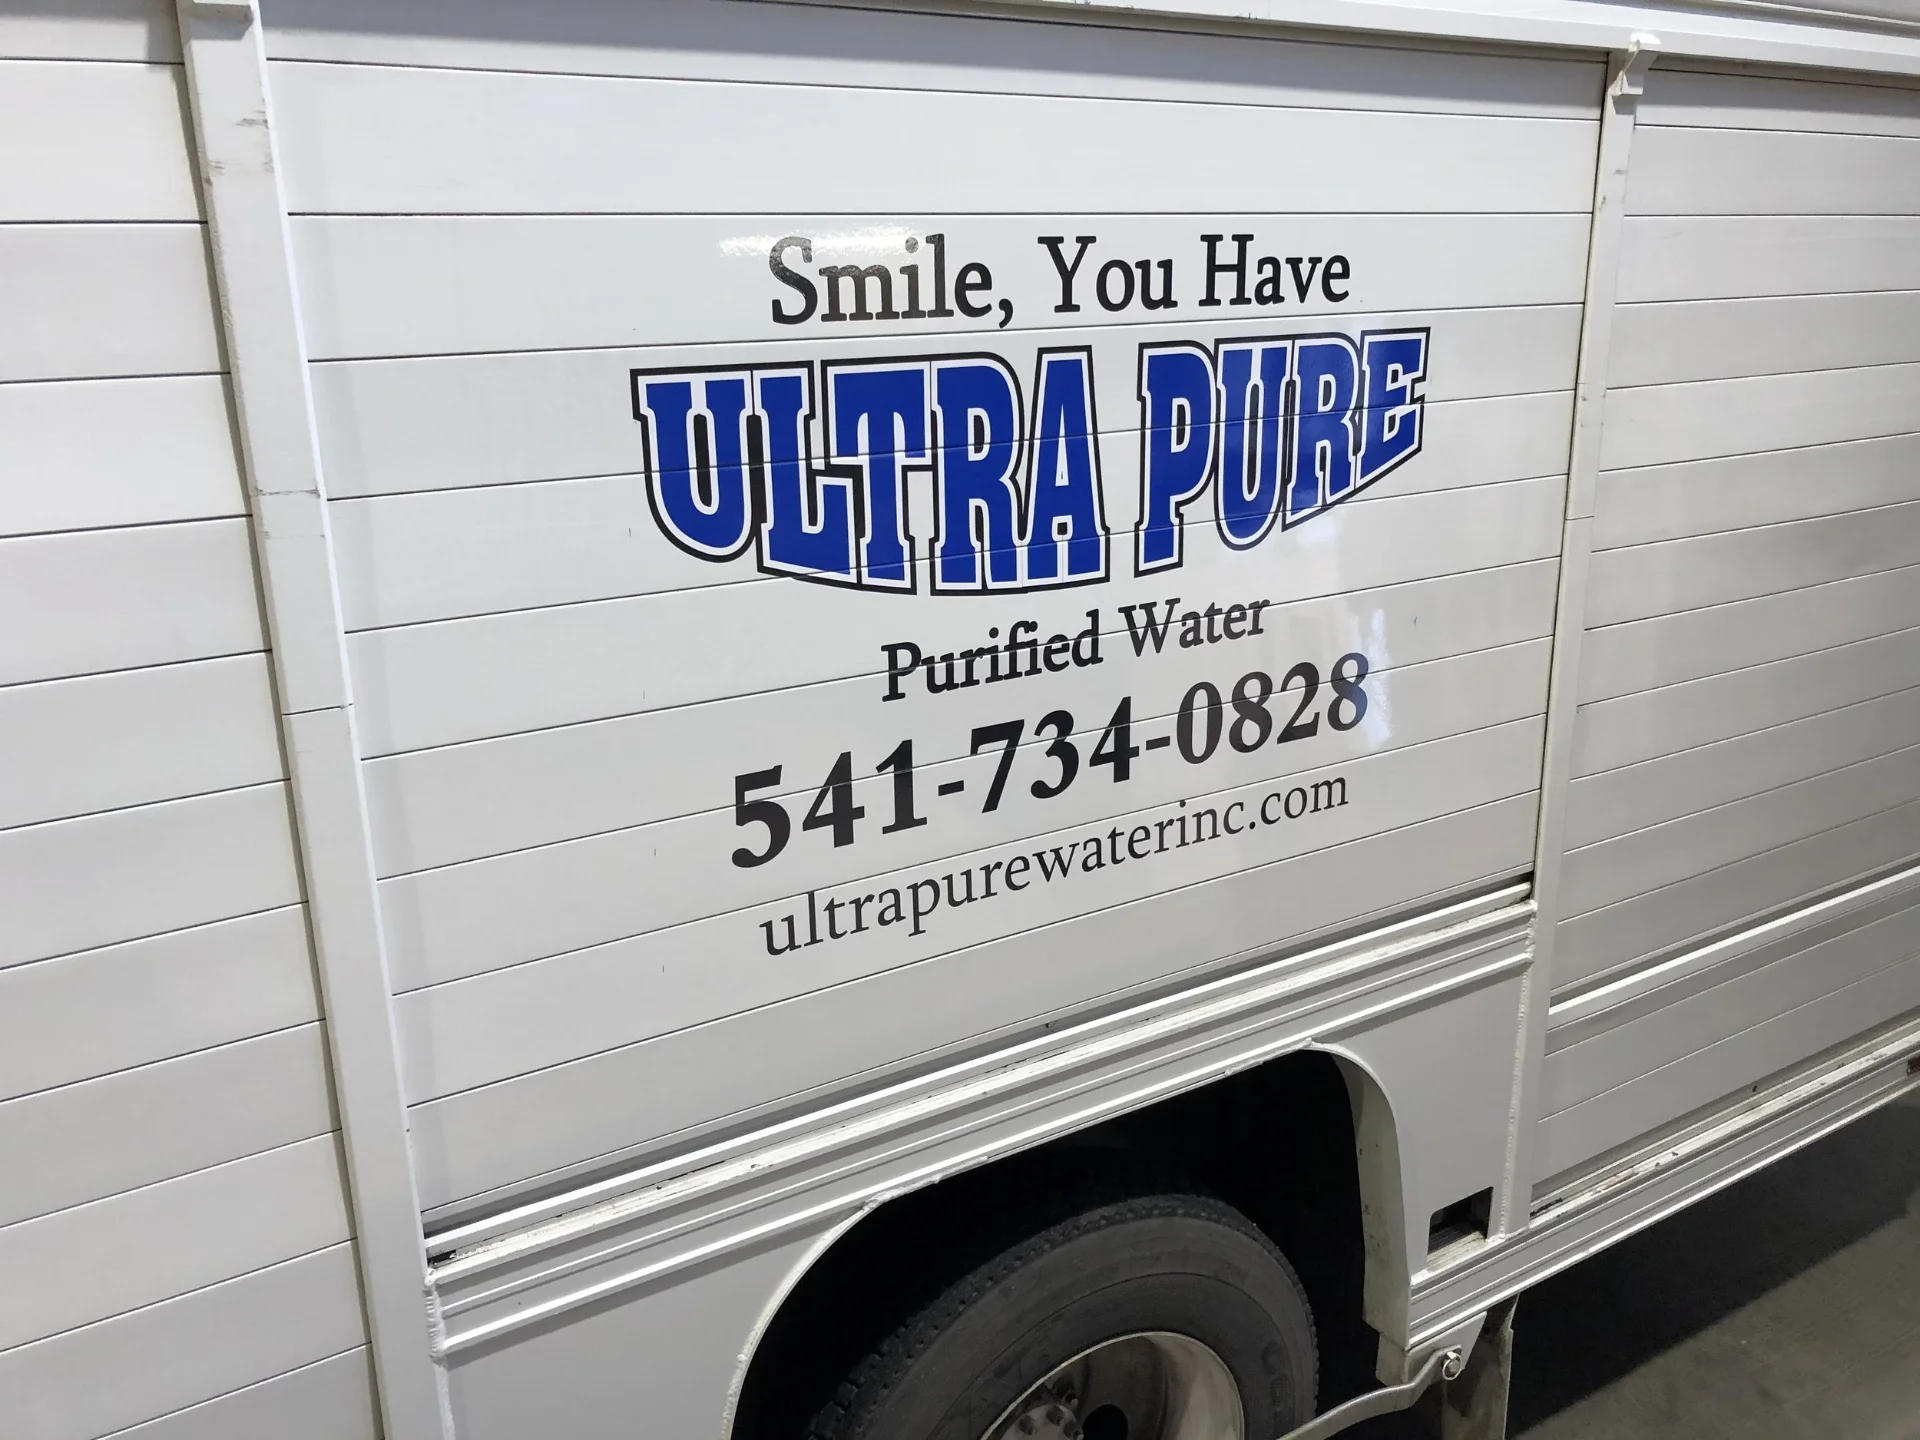 Smile, You Have
ULTRA PURE
Purified Water
541-734-0828
ultrapurewaterinc.com